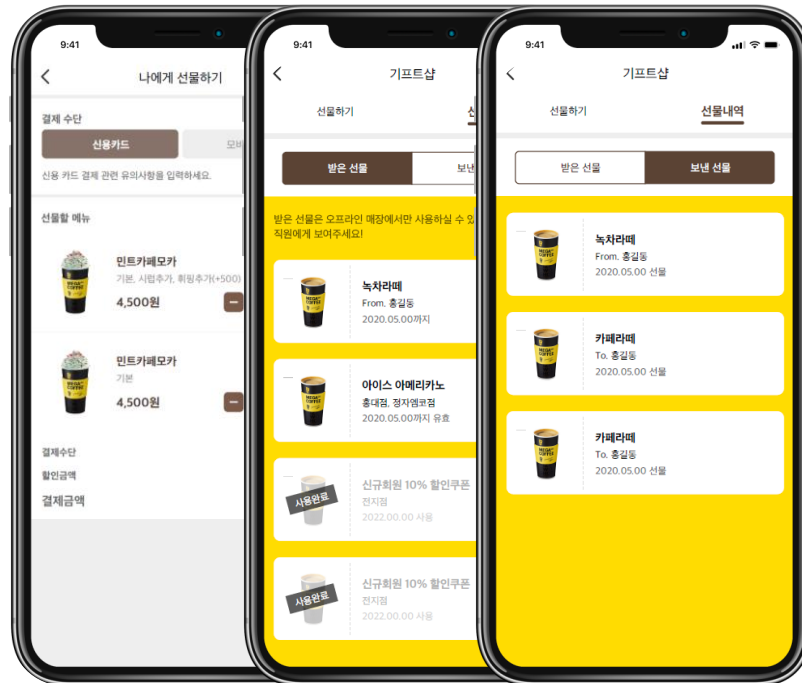 9:41
나에게 선물하기
결제 수단
신용카드
신용 카드 결제 관련 유의사항을 입력하세요.
선물할 메뉴
민트카페모카
기본, 시럽추가, 휘핑추가(+500)
4,500원
민트카페모카
기본
4,500원
결제수단
할인금액
결제금액
9:41
기프트샵
선물하기
받은 선물
받은 선물은 오프라인 매장에서만 사용하실 수
직원에게 보여주세요!
녹차라떼
From. 홍길동
2020.05.00까지
아이스 아메리카노
홍대점, 정자엠코점
2020.05.00까지 유효
사용완료
신규회원 10% 할인쿠폰
전지점
2022.00.00 사용
사용완료
신규회원 10% 할인쿠폰
전지점
2022.00.00 사용
9:41
기프트샵
선물하기
선물내역
받은 선물
보낸 선물
녹차라떼
From. 홍길동
2020.05.00 선물
카페라떼
To. 홍길동
2020.05.00 선물
카페라떼
To. 홍길동
2020.05.00 선물